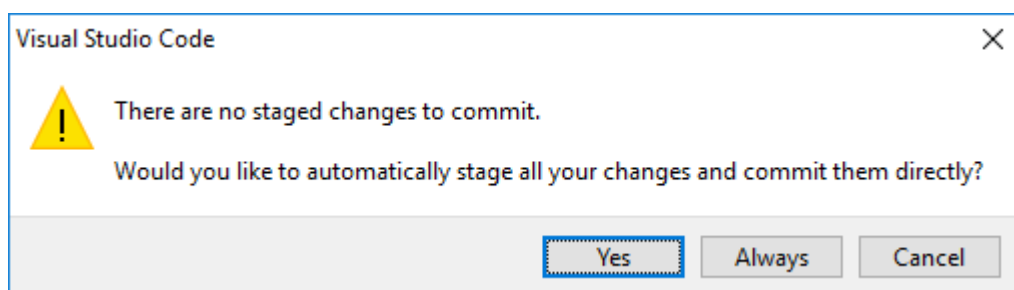 Visual Studio Code
There are no staged changes to commit.
Would you like to automatically stage all your changes and commit them directly?
Yes Always Cancel